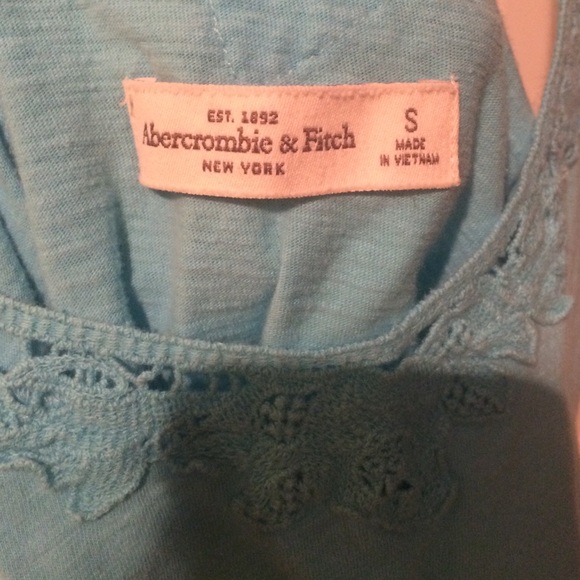 EST. 1892
Abercrombie & Fitch
NEW YORK
S
MADE
IN VIETNAM